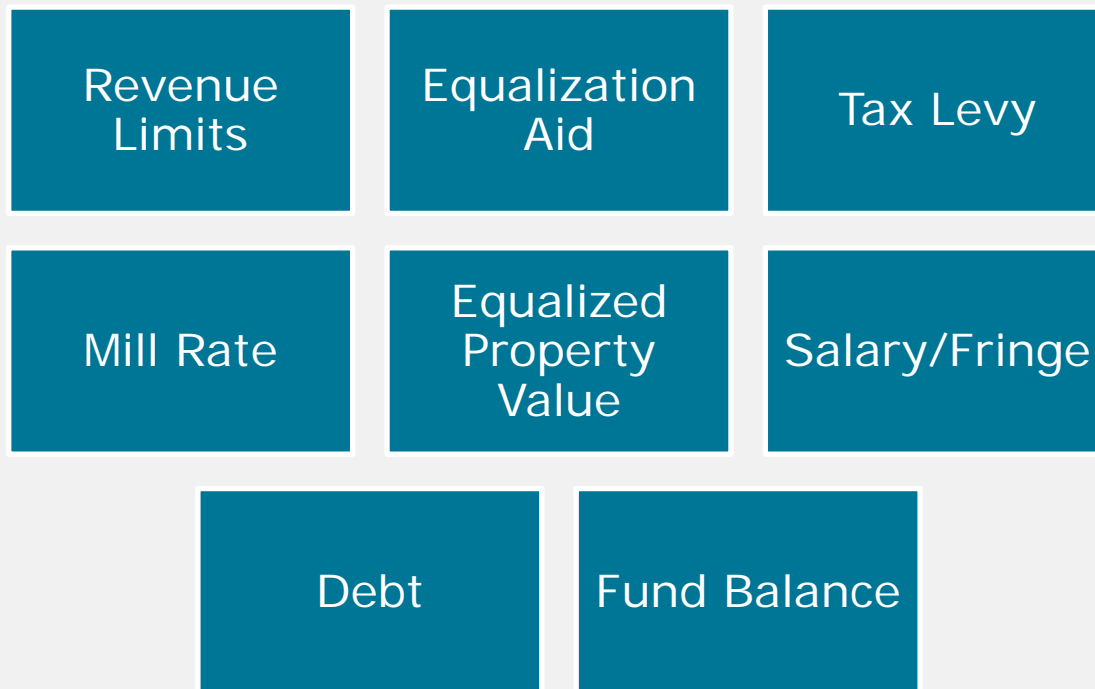 Revenue
Limits
Equalization
Aid
Tax Levy
Mill Rate
Equalized
Property
Value
Salary/Fringe
Debt
Fund Balance